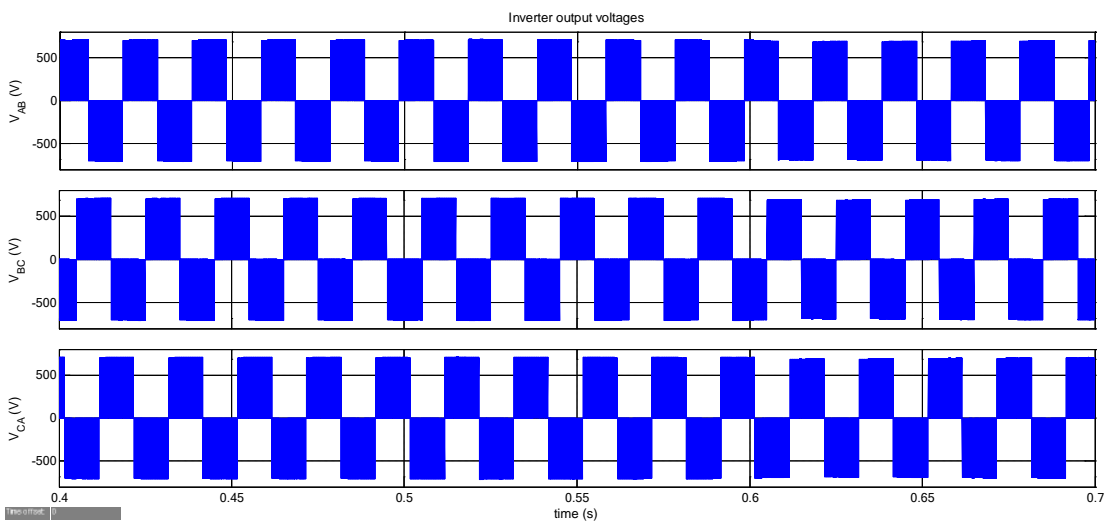 Inverter output voltages
500
0
-500
V_AB (V)
500
0
-500
V_BC (V)
500
0
-500
V_CA (V)
0.4 0.45 0.5 0.55 0.6 0.65 0.7
time (s)
Time offset: 0